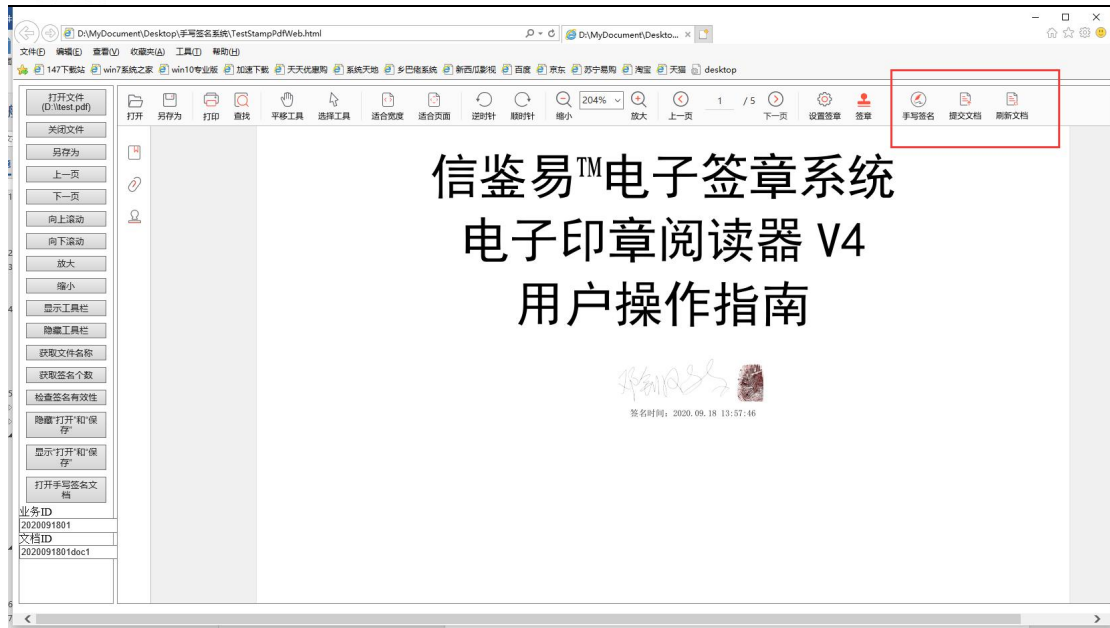 D:\MyDocument\Desktop\手写签名系统\TestStampPdfWeb.html
D:\MyDocument\Deskto...
文件(F) 编辑(E) 查看(V) 收藏夹(A) 工具(T) 帮助(H)
147下载站 win7系统之家 win10专业版 加速下载 天天优惠购 系统天地 乡巴佬系统 新西瓜影视 百度 京东 苏宁易购 淘宝 天猫 desktop
打开 另存为 打印 查找 平移工具 选择工具 适合宽度 适合页面 逆时针 顺时针 缩小 204% 放大 上一页 1 / 5 下一页 设置签章 签章 手写签名 提交文档 刷新文档
打开文件
(D:\\test.pdf)
关闭文件
另存为
上一页
下一页
向上滚动
向下滚动
放大
缩小
显示工具栏
隐藏工具栏
获取文件名称
获取签名个数
检查签名有效性
隐藏"打开"和"保
存"
显示"打开"和"保
存"
打开手写签名文
档
业务ID
2020091801
文档ID
2020091801doc1
信鉴易™电子签章系统
电子印章阅读器 V4
用户操作指南
签名时间: 2020.09.18 13:57:46